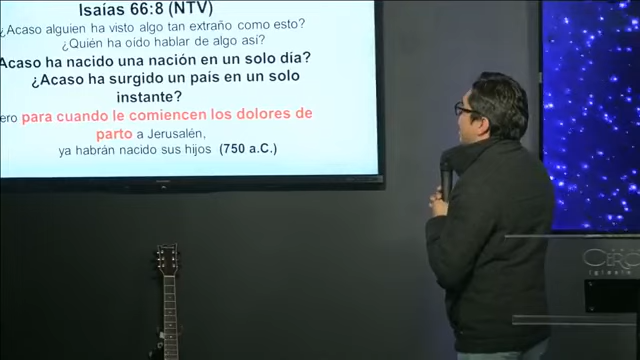 Isaías 66:8 (NTV)
¿Acaso alguien ha visto algo tan extraño como esto?
¿Quién ha oído hablar de algo así?
Acaso ha nacido una nación en un solo día?
¿Acaso ha surgido un país en un solo
instante?
ero para cuando le comiencen los dolores de
parto a Jerusalén,
ya habrán nacido sus hijos (750 a.C.)
CERCA
iglesia